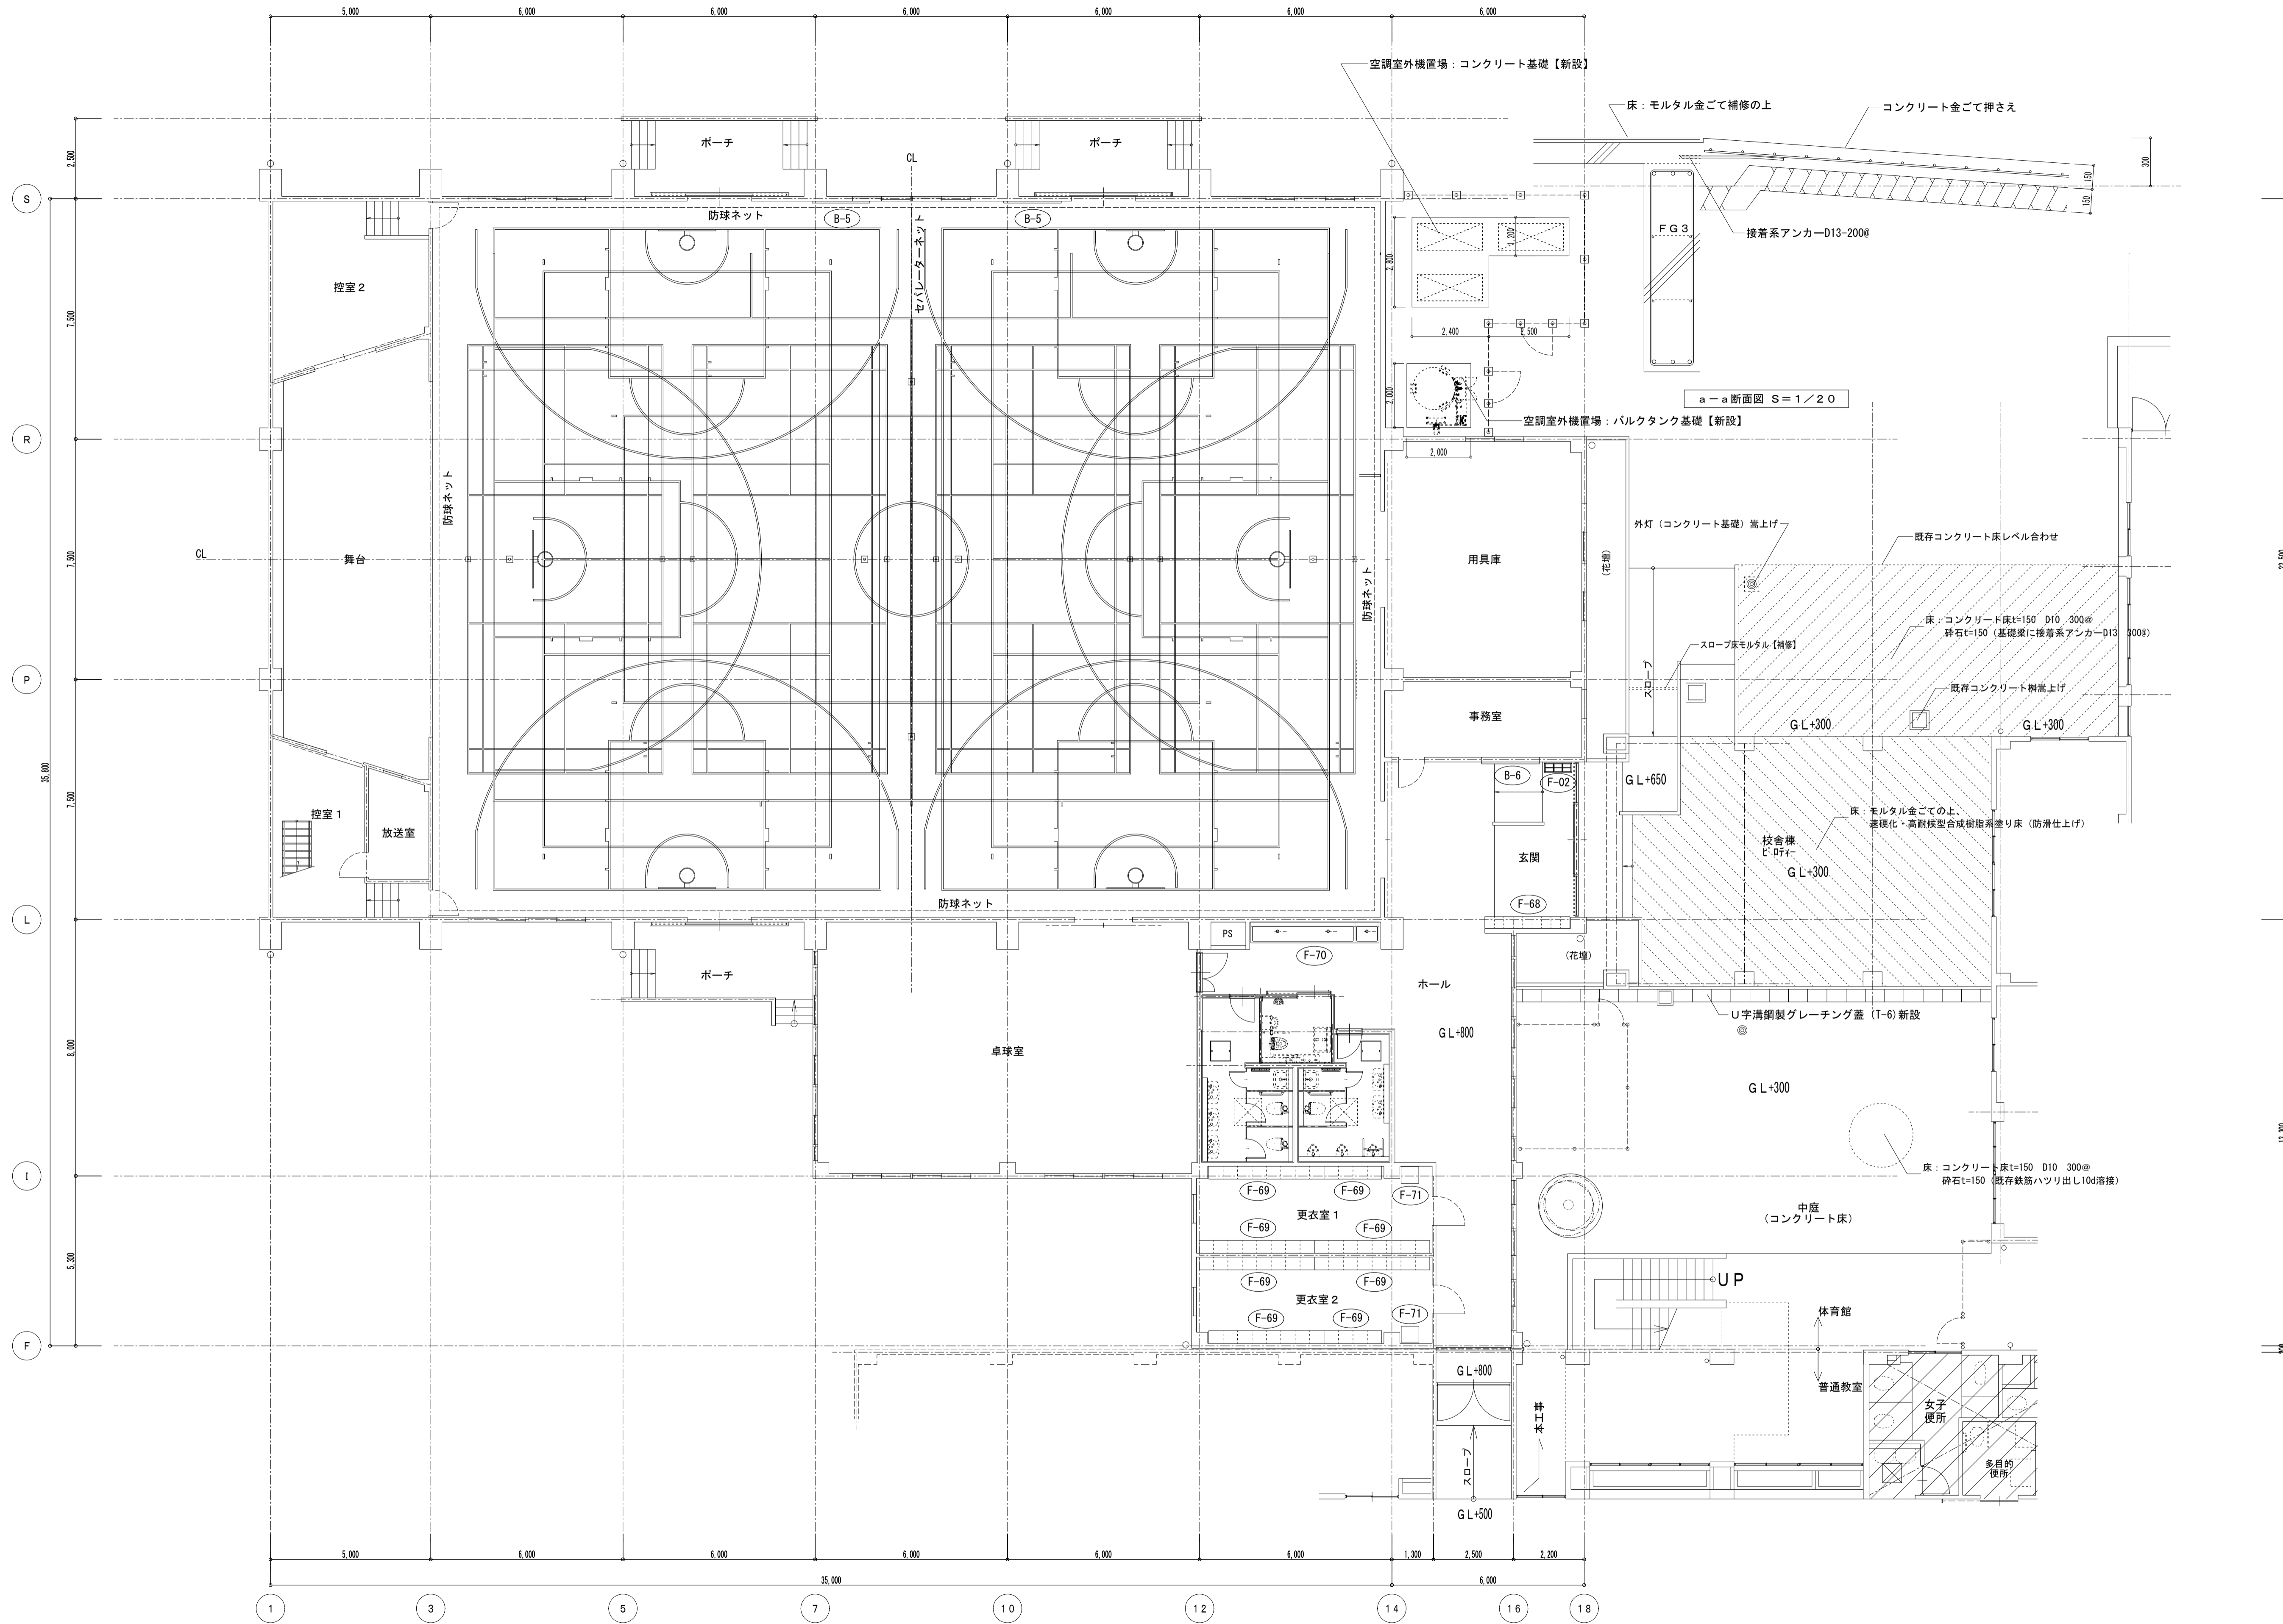 5,000
6,000
6,000
6,000
6,000
6,000
6,000
空調室外機置場：コンクリート基礎【新設】
床：モルタル金ごて補修の上
コンクリート金ごて押さえ
ポーチ
ポーチ
CL
2,500
300
150
150
S
防球ネット
B-5
B-5
セパレーターネット
1,200
2,800
FG3
接着系アンカーD13-200@
控室２
7,500
2,400
2,500
2,000
a－a断面図 S＝1／20
空調室外機置場：バルクタンク基礎【新設】
R
2,000
防球ネット
外灯（コンクリート基礎）嵩上げ
既存コンクリート床レベル合わせ
CL
舞台
7,500
用具庫
（花壇）
防球ネット
床：コンクリート床t=150　D10　300@
砕石t=150（基礎梁に接着系アンカーD13　300@）
スロープ床モルタル【補修】
スロープ
P
既存コンクリート桝嵩上げ
事務室
GL+300
GL+300
35,800
7,500
B-6
F-02
GL+650
控室１
放送室
床：モルタル金ごての上、
速硬化・高耐候型合成樹脂系塗り床（防滑仕上げ）
校舎棟
ﾋﾟﾛﾃｨｰ
GL+300
玄関
F-68
L
防球ネット
PS
F-70
（花壇）
ポーチ
ホール
U字溝鋼製グレーチング蓋（T-6）新設
GL+800
8,000
卓球室
GL+300
床：コンクリート床t=150　D10　300@
砕石t=150（既存鉄筋ハツリ出し10d溶接）
I
F-69
F-69
F-71
更衣室１
F-69
F-69
中庭
（コンクリート床）
5,300
F-69
F-69
UP
更衣室２
F-71
F-69
F-69
体育館
F
GL+800
普通教室
本工事
女子
便所
スロープ
多目的
便所
GL+500
5,000
6,000
6,000
6,000
6,000
6,000
1,300
2,500
2,200
35,000
6,000
1
3
5
7
10
12
14
16
18